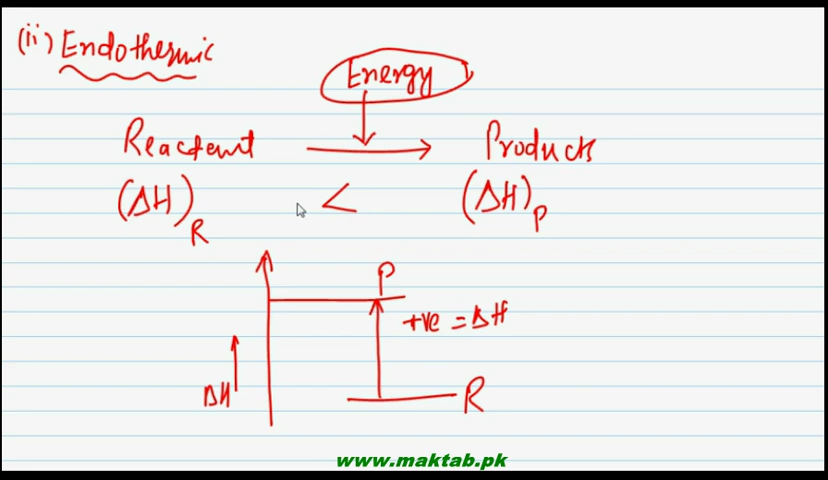 (ii) Endothermic
Energy
Reactant → Products
(ΔH)R < (ΔH)P
P
+ve = ΔH
ΔH
R
www.maktab.pk